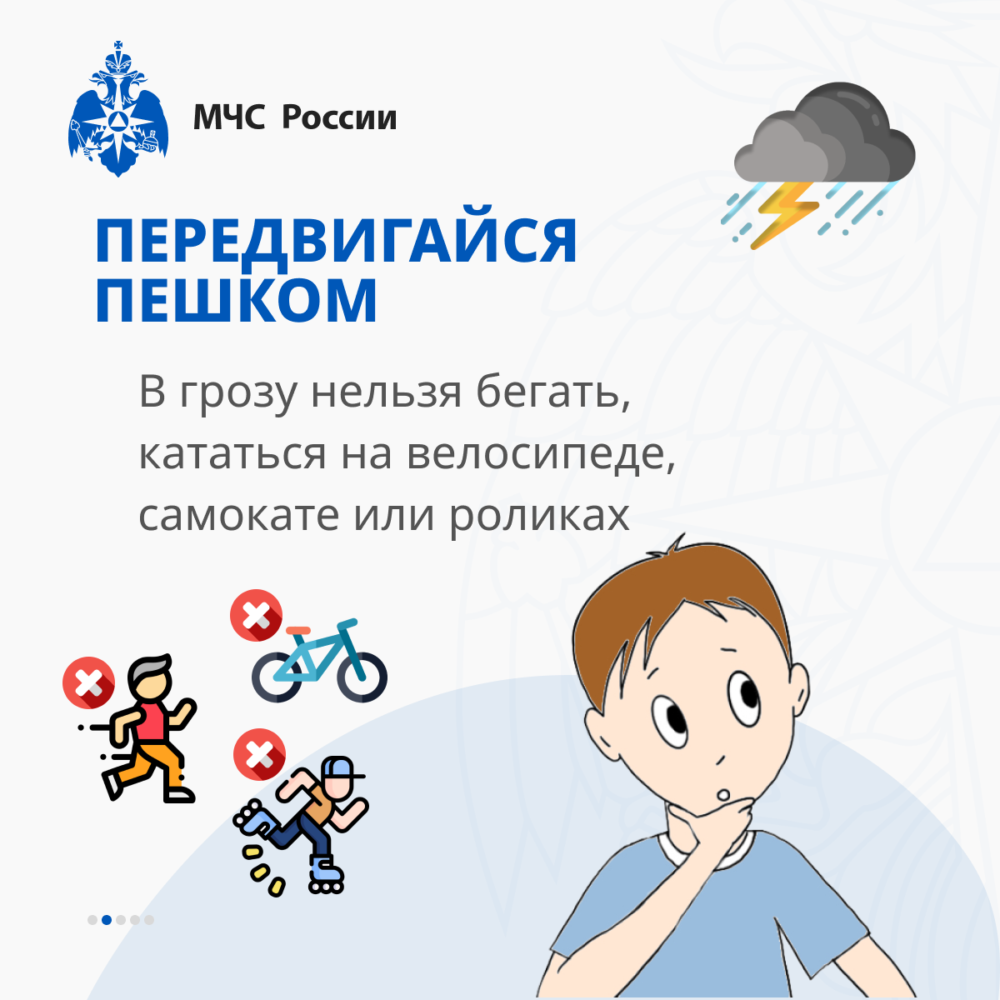 МЧС России
ПЕРЕДВИГАЙСЯ
ПЕШКОМ
В грозу нельзя бегать,
кататься на велосипеде,
самокате или роликах